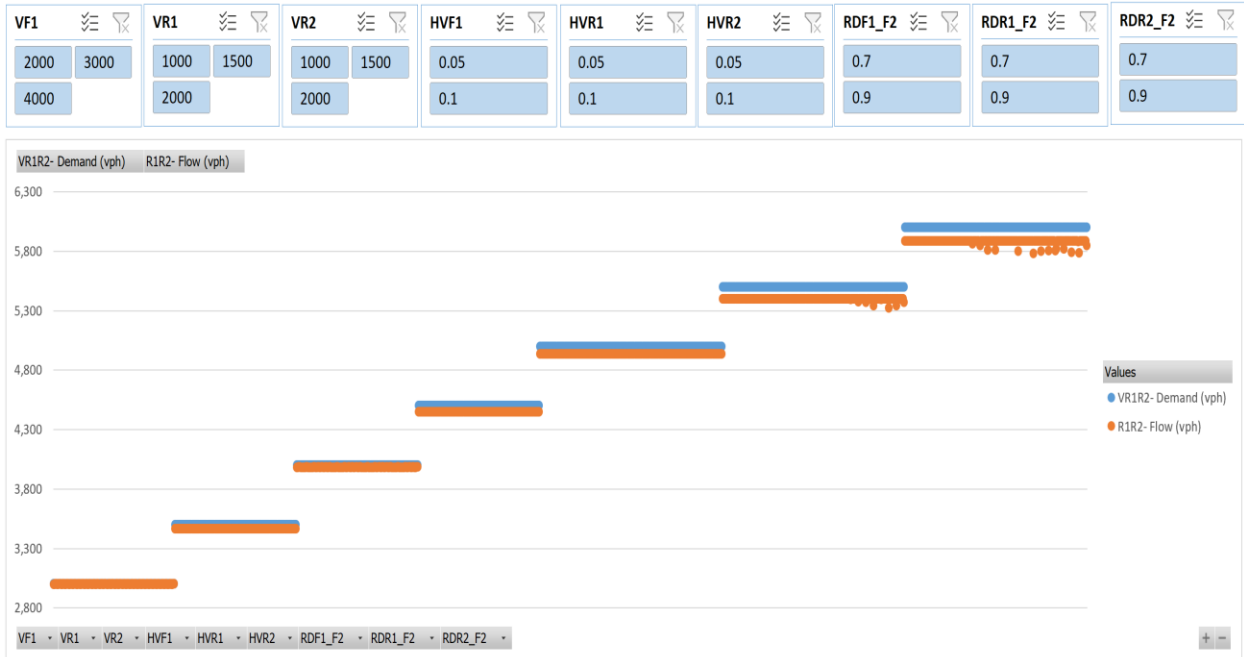 VF1 VR1 VR2 HVF1 HVR1 HVR2 RDF1_F2 RDR1_F2 RDR2_F2
2000 3000 1000 1500 1000 1500 0.05 0.05 0.05 0.7 0.7 0.7
4000 2000 2000 0.1 0.1 0.1 0.9 0.9 0.9
VR1R2- Demand (vph) R1R2- Flow (vph)
6,300
5,800
5,300
4,800
4,300
3,800
3,300
2,800
Values
VR1R2- Demand (vph)
R1R2- Flow (vph)
VF1 VR1 VR2 HVF1 HVR1 HVR2 RDF1_F2 RDR1_F2 RDR2_F2
+ −